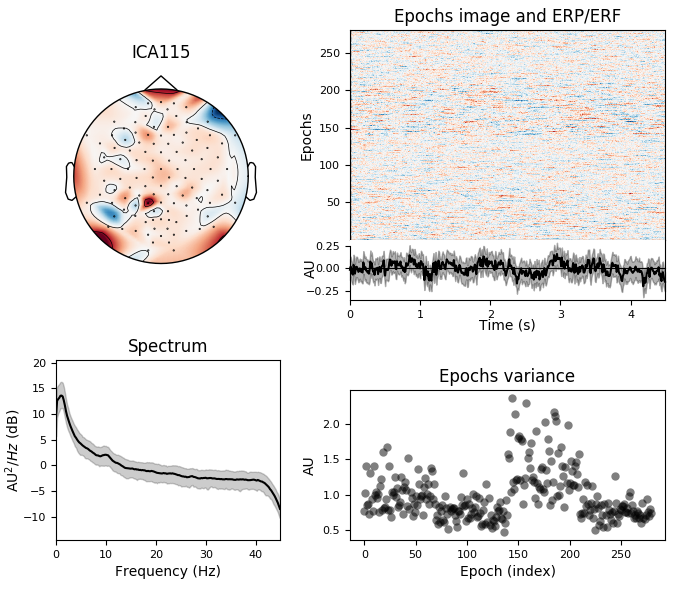 ICA115
Epochs image and ERP/ERF
Epochs
250
200
150
100
50
AU
0.25
0.00
−0.25
0 1 2 3 4
Time (s)
Spectrum
AU²/Hz (dB)
20
15
10
5
0
−5
−10
0 10 20 30 40
Frequency (Hz)
Epochs variance
AU
2.0
1.5
1.0
0.5
0 50 100 150 200 250
Epoch (index)